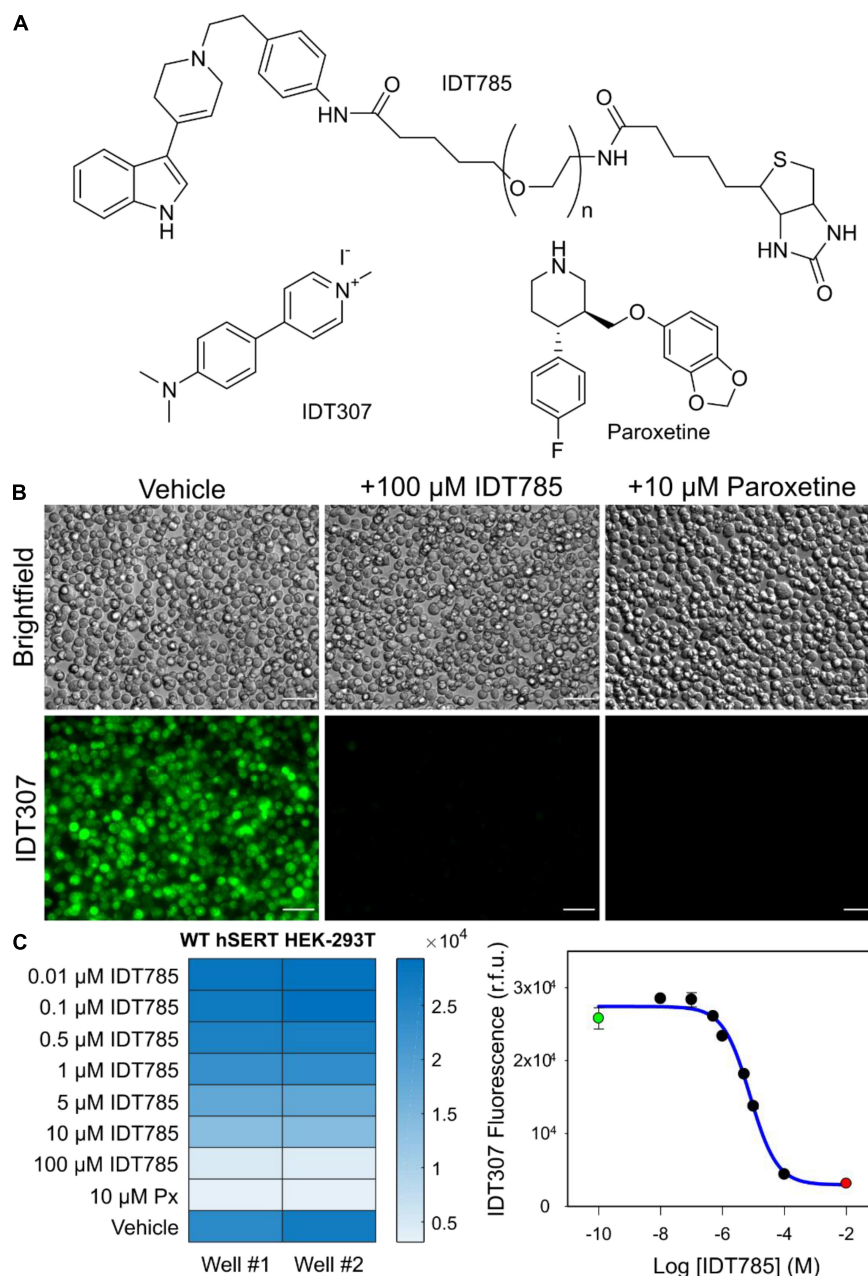 A
IDT785
N
NH
O
N
H
O
n
O
NH
S
HN
NH
O
I⁻
N⁺
N
IDT307
H
N
O
O
O
F
Paroxetine
B
Vehicle
+100 µM IDT785
+10 µM Paroxetine
Brightfield
IDT307
C
WT hSERT HEK-293T
×10⁴
0.01 µM IDT785
0.1 µM IDT785
0.5 µM IDT785
1 µM IDT785
5 µM IDT785
10 µM IDT785
100 µM IDT785
10 µM Px
Vehicle
Well #1 Well #2
2.5
2
1.5
1
0.5
IDT307 Fluorescence (r.f.u.)
3x10⁴
2x10⁴
10⁴
0
-10 -8 -6 -4 -2
Log [IDT785] (M)